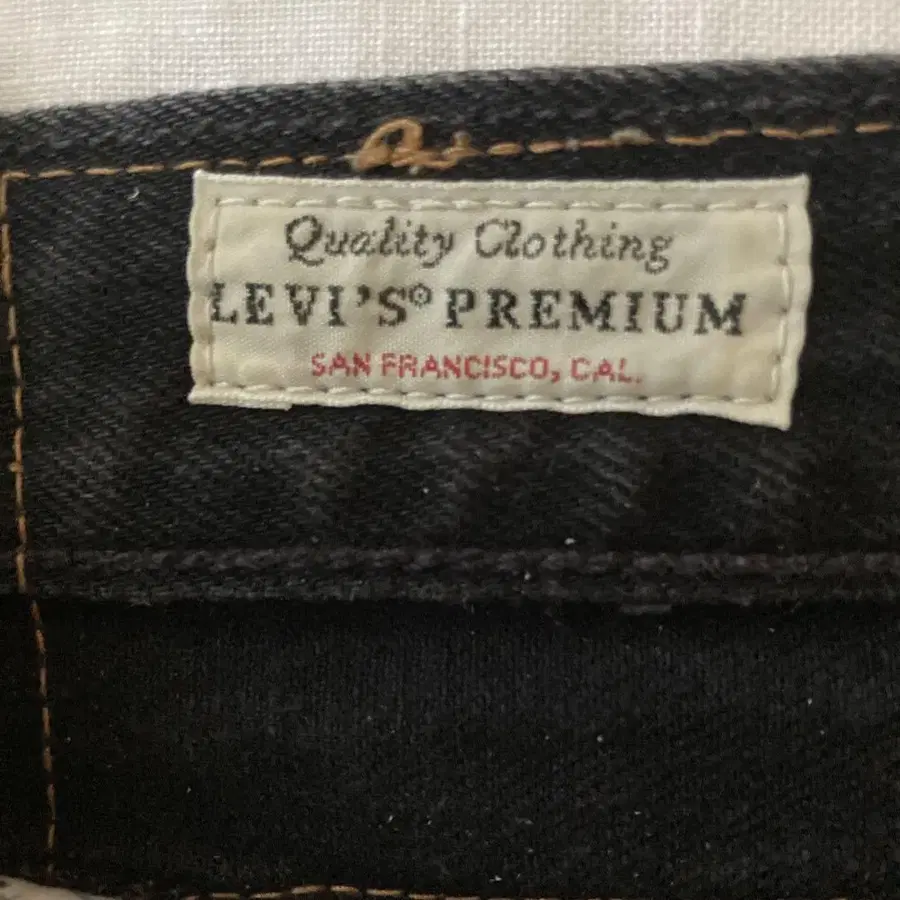 Quality Clothing
LEVI'S® PREMIUM
SAN FRANCISCO, CAL.